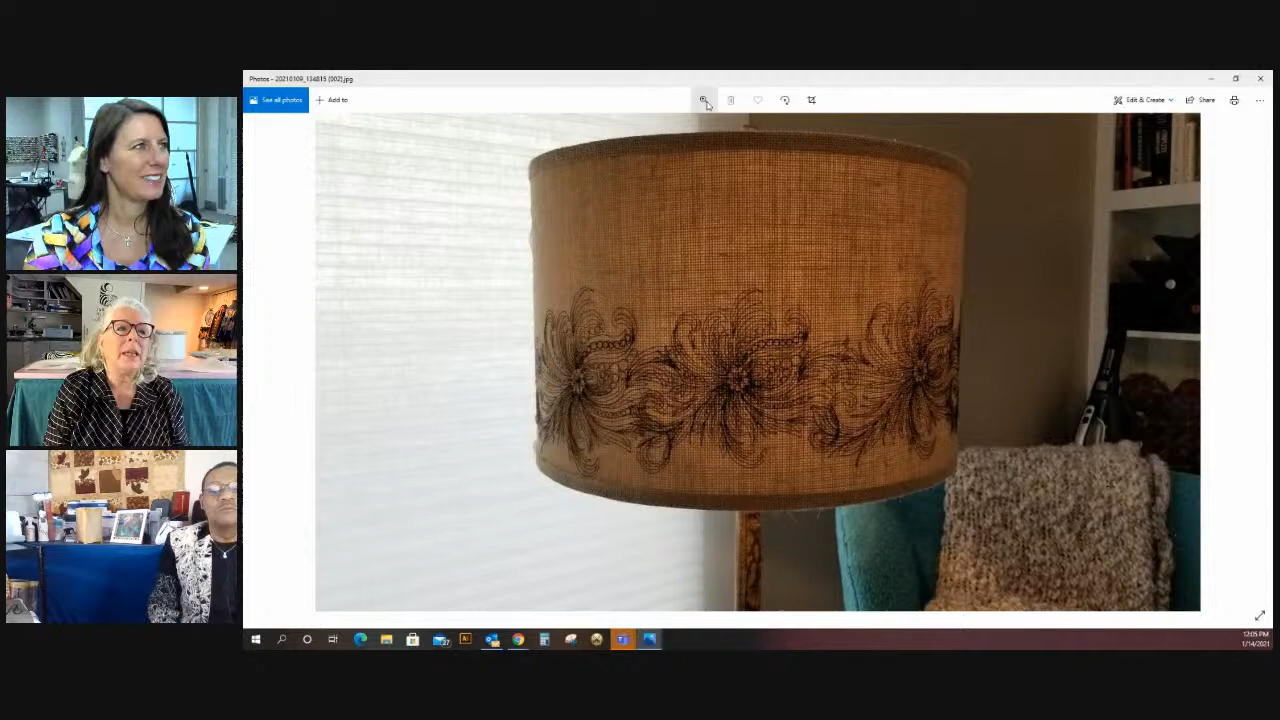 Photos - 20210109_134815 (002).jpg
See all photos
Add to
Edit & Create
Share
12:05 PM
1/14/2021